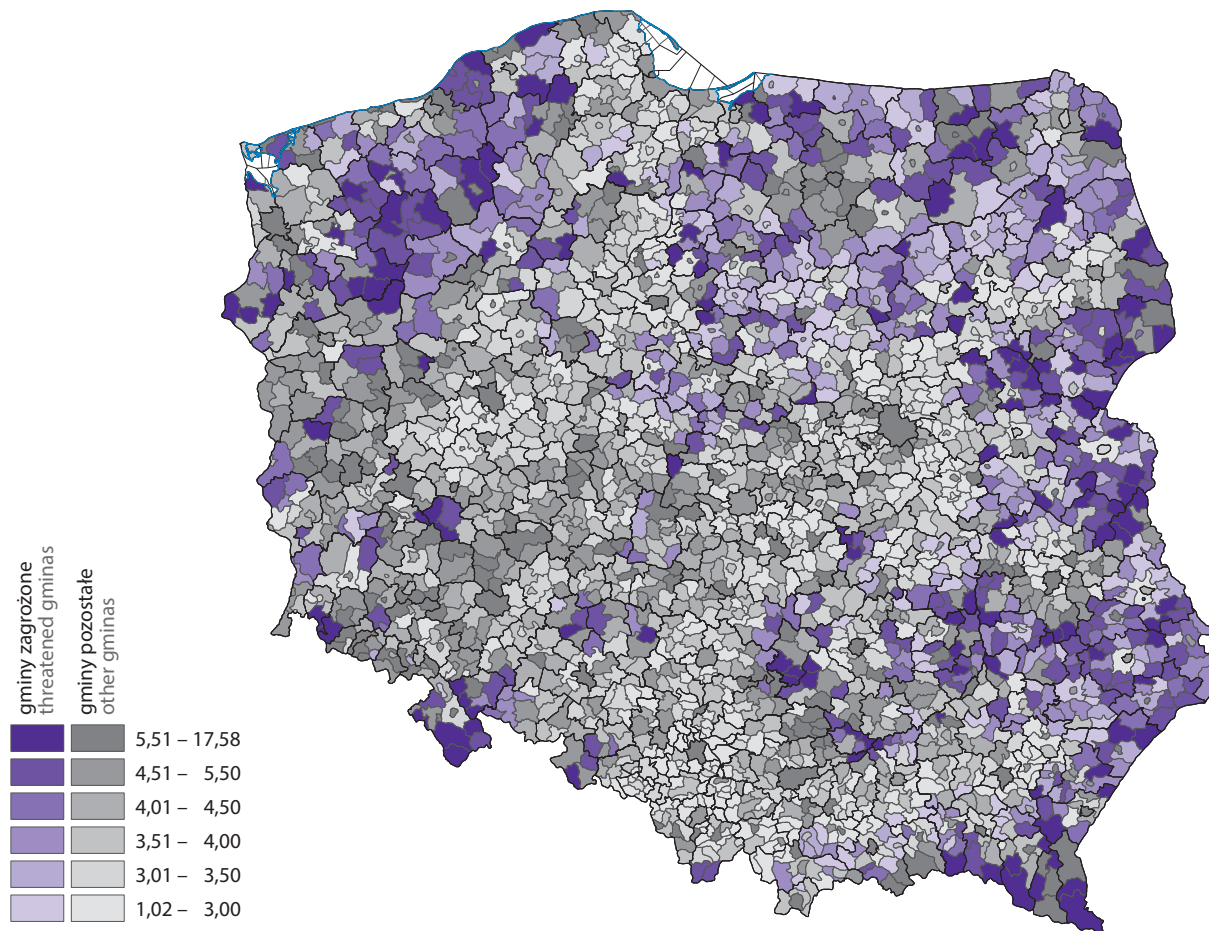 gminy zagrożone
threatened gminas
gminy pozostałe
other gminas
5,51 – 17,58
4,51 – 5,50
4,01 – 4,50
3,51 – 4,00
3,01 – 3,50
1,02 – 3,00